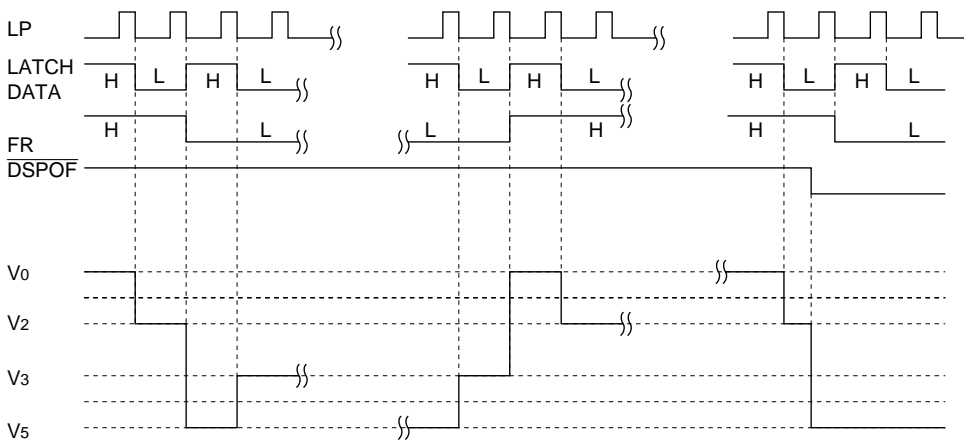 LP
LATCH
DATA
H L H L
H L H L
H L H L
FR
H L
L H
H L
DSPOF
V0
V2
V3
V5